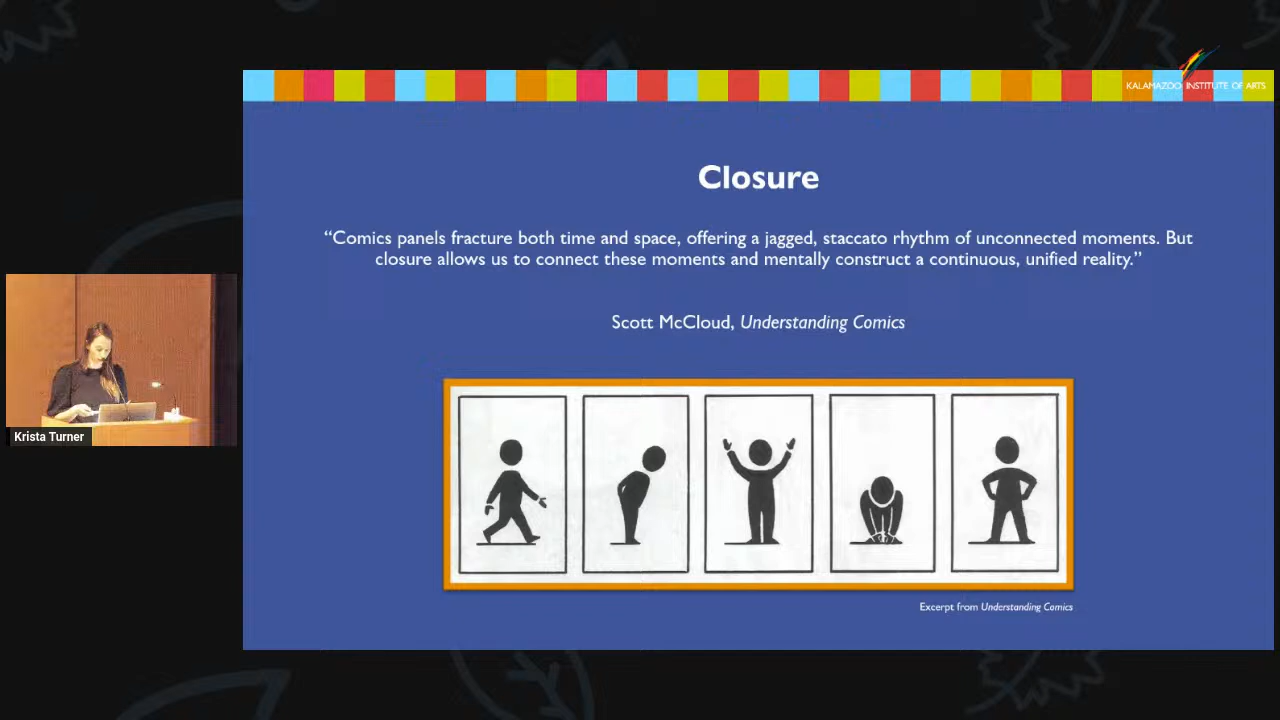 KALAMAZOO INSTITUTE OF ARTS
Closure
“Comics panels fracture both time and space, offering a jagged, staccato rhythm of unconnected moments. But
closure allows us to connect these moments and mentally construct a continuous, unified reality.”
Scott McCloud, Understanding Comics
Krista Turner
Excerpt from Understanding Comics